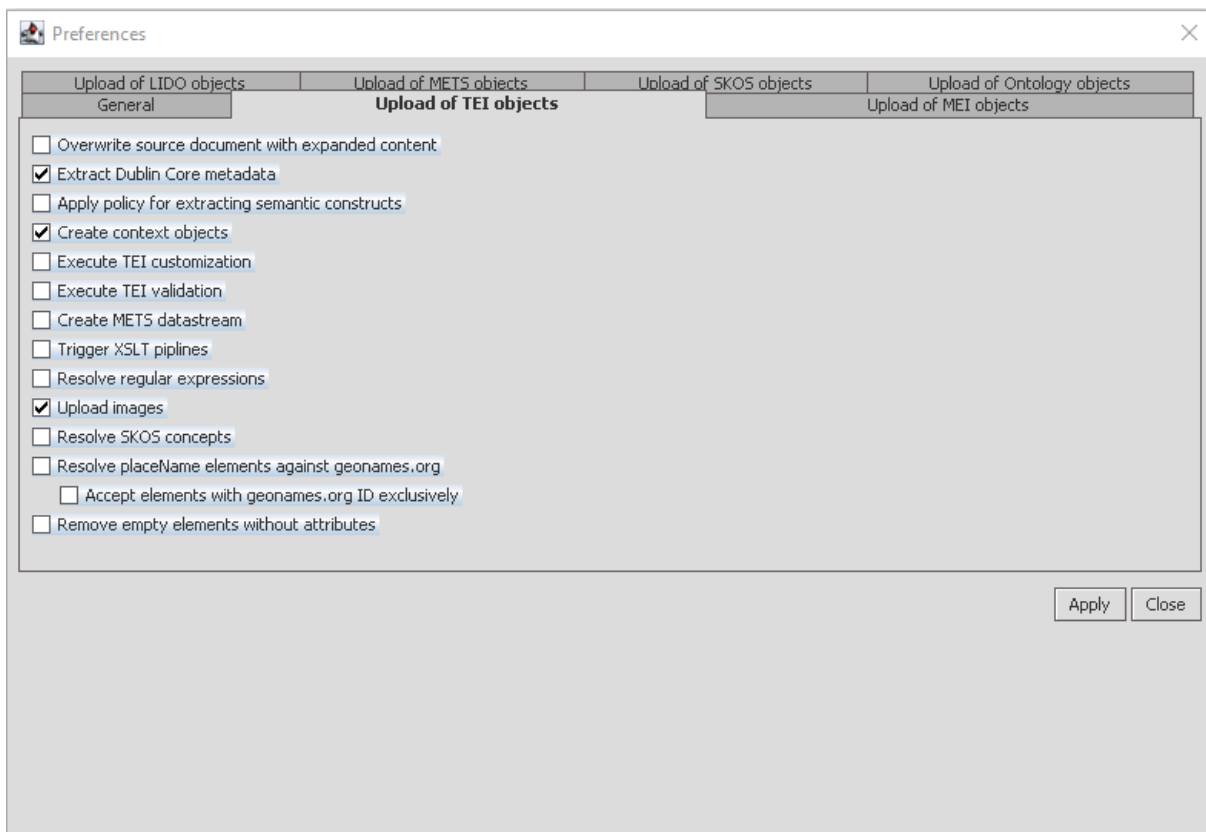 Preferences
Upload of LIDO objects Upload of METS objects Upload of SKOS objects Upload of Ontology objects
General Upload of TEI objects Upload of MEI objects
Overwrite source document with expanded content
Extract Dublin Core metadata
Apply policy for extracting semantic constructs
Create context objects
Execute TEI customization
Execute TEI validation
Create METS datastream
Trigger XSLT piplines
Resolve regular expressions
Upload images
Resolve SKOS concepts
Resolve placeName elements against geonames.org
Accept elements with geonames.org ID exclusively
Remove empty elements without attributes
Apply Close